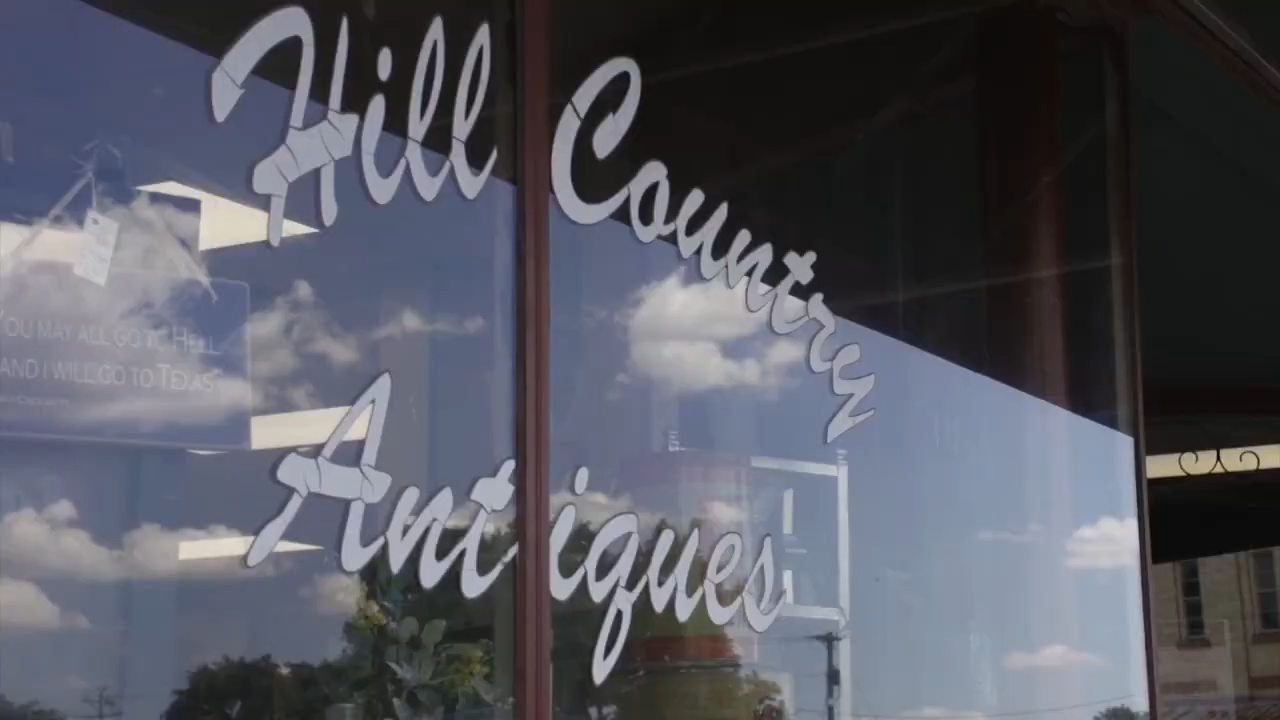 Hill Country
Antiques
YOU MAY ALL GO TO HELL
AND I WILL GO TO TEXAS